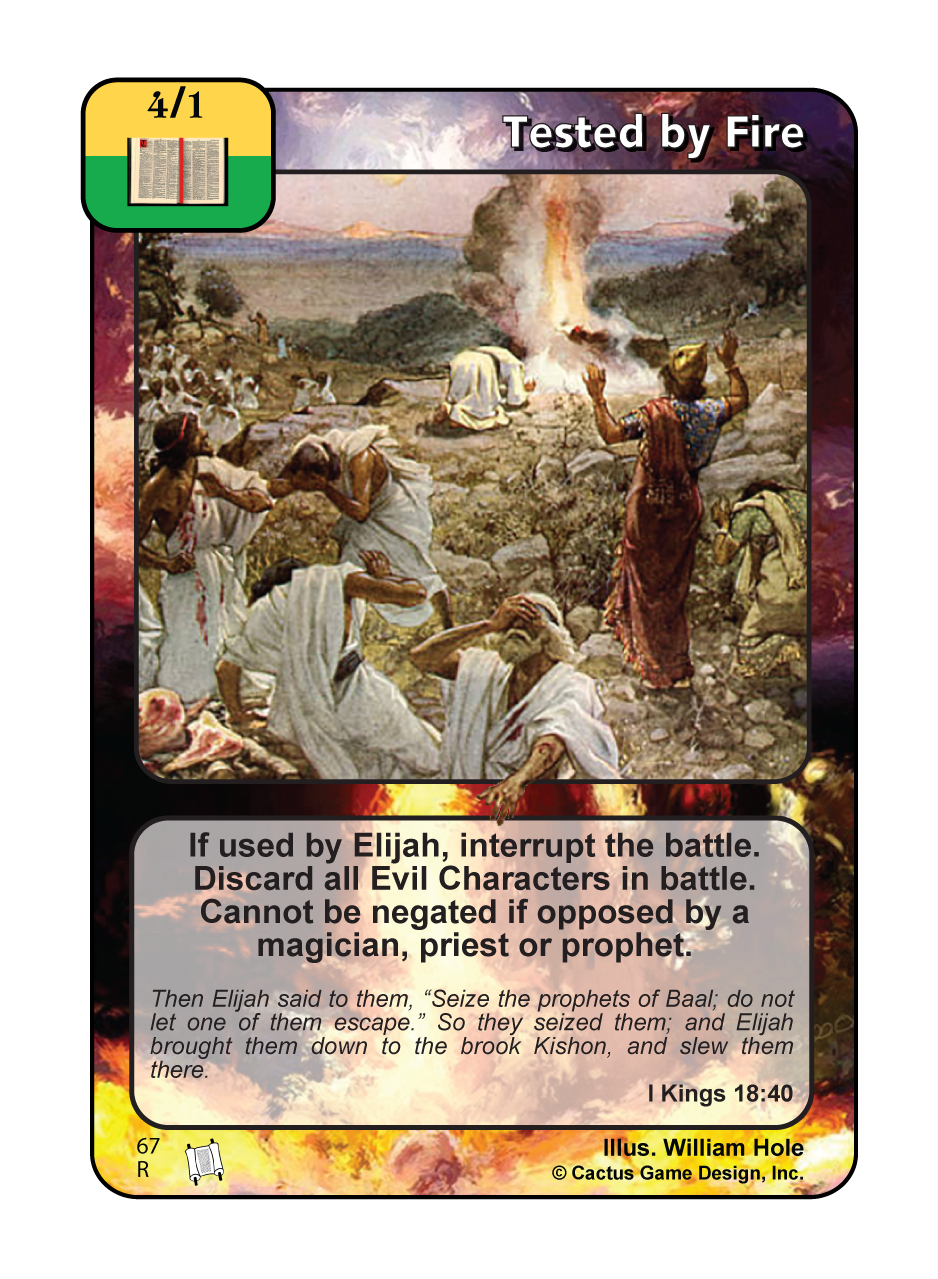 4/1
Tested by Fire
If used by Elijah, interrupt the battle.
Discard all Evil Characters in battle.
Cannot be negated if opposed by a
magician, priest or prophet.
Then Elijah said to them, “Seize the prophets of Baal; do not
let one of them escape.” So they seized them; and Elijah
brought them down to the brook Kishon, and slew them
there.
I Kings 18:40
67
R
Illus. William Hole
© Cactus Game Design, Inc.